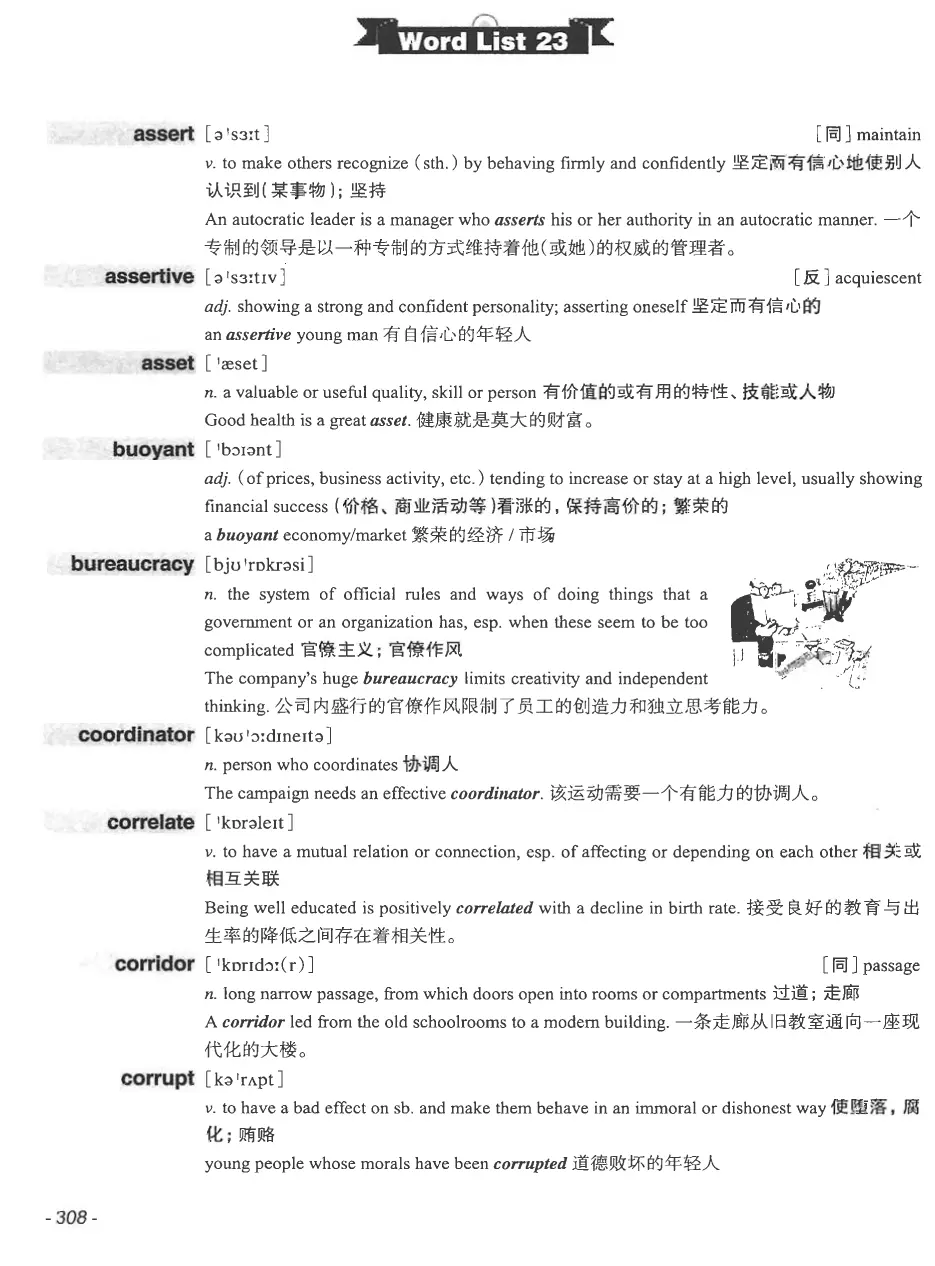 Word List 23
assert [ə'sɜːt] [同] maintain
v. to make others recognize (sth.) by behaving firmly and confidently 坚定而有信心地使别人
认识到(某事物); 坚持
An autocratic leader is a manager who asserts his or her authority in an autocratic manner. 一个
专制的领导是以一种专制的方式维持着他(或她)的权威的管理者。
assertive [ə'sɜːtɪv] [反] acquiescent
adj. showing a strong and confident personality; asserting oneself 坚定而有信心的
an assertive young man 有自信心的年轻人
asset ['æset]
n. a valuable or useful quality, skill or person 有价值的或有用的特性、技能或人物
Good health is a great asset. 健康就是莫大的财富。
buoyant ['bɔɪənt]
adj. (of prices, business activity, etc.) tending to increase or stay at a high level, usually showing
financial success (价格、商业活动等)看涨的, 保持高价的; 繁荣的
a buoyant economy/market 繁荣的经济 / 市场
bureaucracy [bjʊ'rɒkrəsi]
n. the system of official rules and ways of doing things that a
government or an organization has, esp. when these seem to be too
complicated 官僚主义; 官僚作风
The company's huge bureaucracy limits creativity and independent
thinking. 公司内盛行的官僚作风限制了员工的创造力和独立思考能力。
coordinator [kəʊ'ɔːdɪneɪtə]
n. person who coordinates 协调人
The campaign needs an effective coordinator. 该运动需要一个有能力的协调人。
correlate ['kɒrəleɪt]
v. to have a mutual relation or connection, esp. of affecting or depending on each other 相关或
相互关联
Being well educated is positively correlated with a decline in birth rate. 接受良好的教育与出
生率的降低之间存在着相关性。
corridor ['kɒrɪdɔː(r)] [同] passage
n. long narrow passage, from which doors open into rooms or compartments 过道; 走廊
A corridor led from the old schoolrooms to a modern building. 一条走廊从旧教室通向一座现
代化的大楼。
corrupt [kə'rʌpt]
v. to have a bad effect on sb. and make them behave in an immoral or dishonest way 使堕落, 腐
化; 贿赂
young people whose morals have been corrupted 道德败坏的年轻人
- 308 -